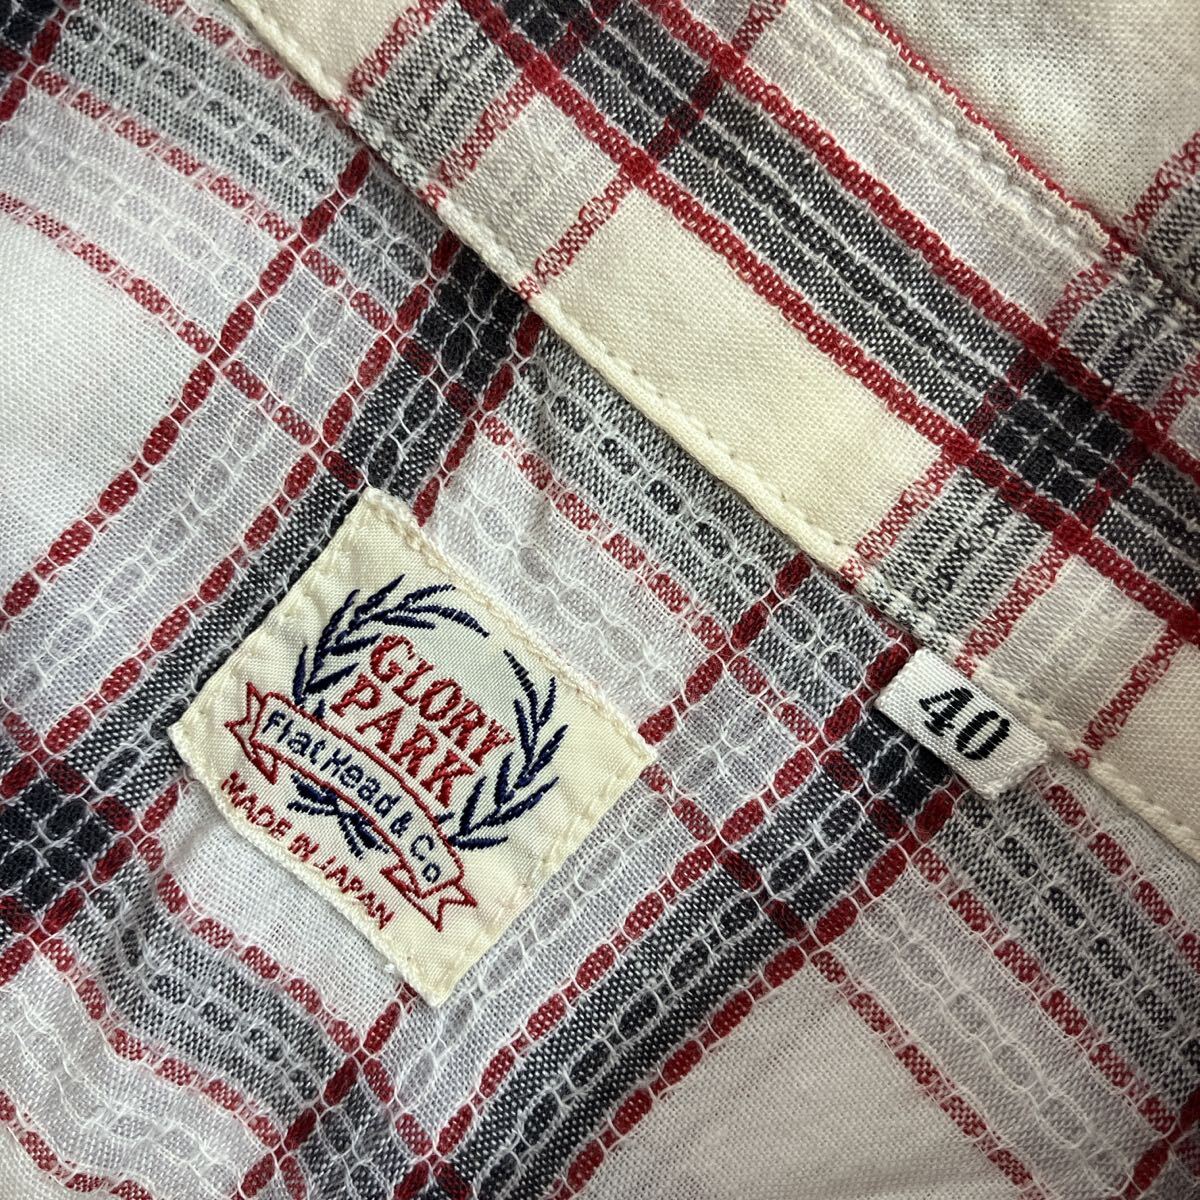 GLORY
PARK
Flat Head & Co
MADE IN JAPAN
40